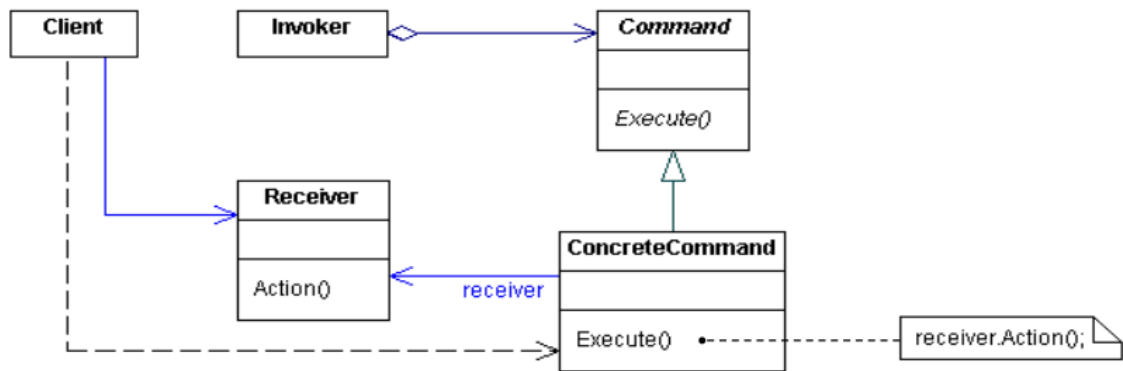 Client
Invoker
Command
Execute()
Receiver
Action()
receiver
ConcreteCommand
Execute()
receiver.Action();